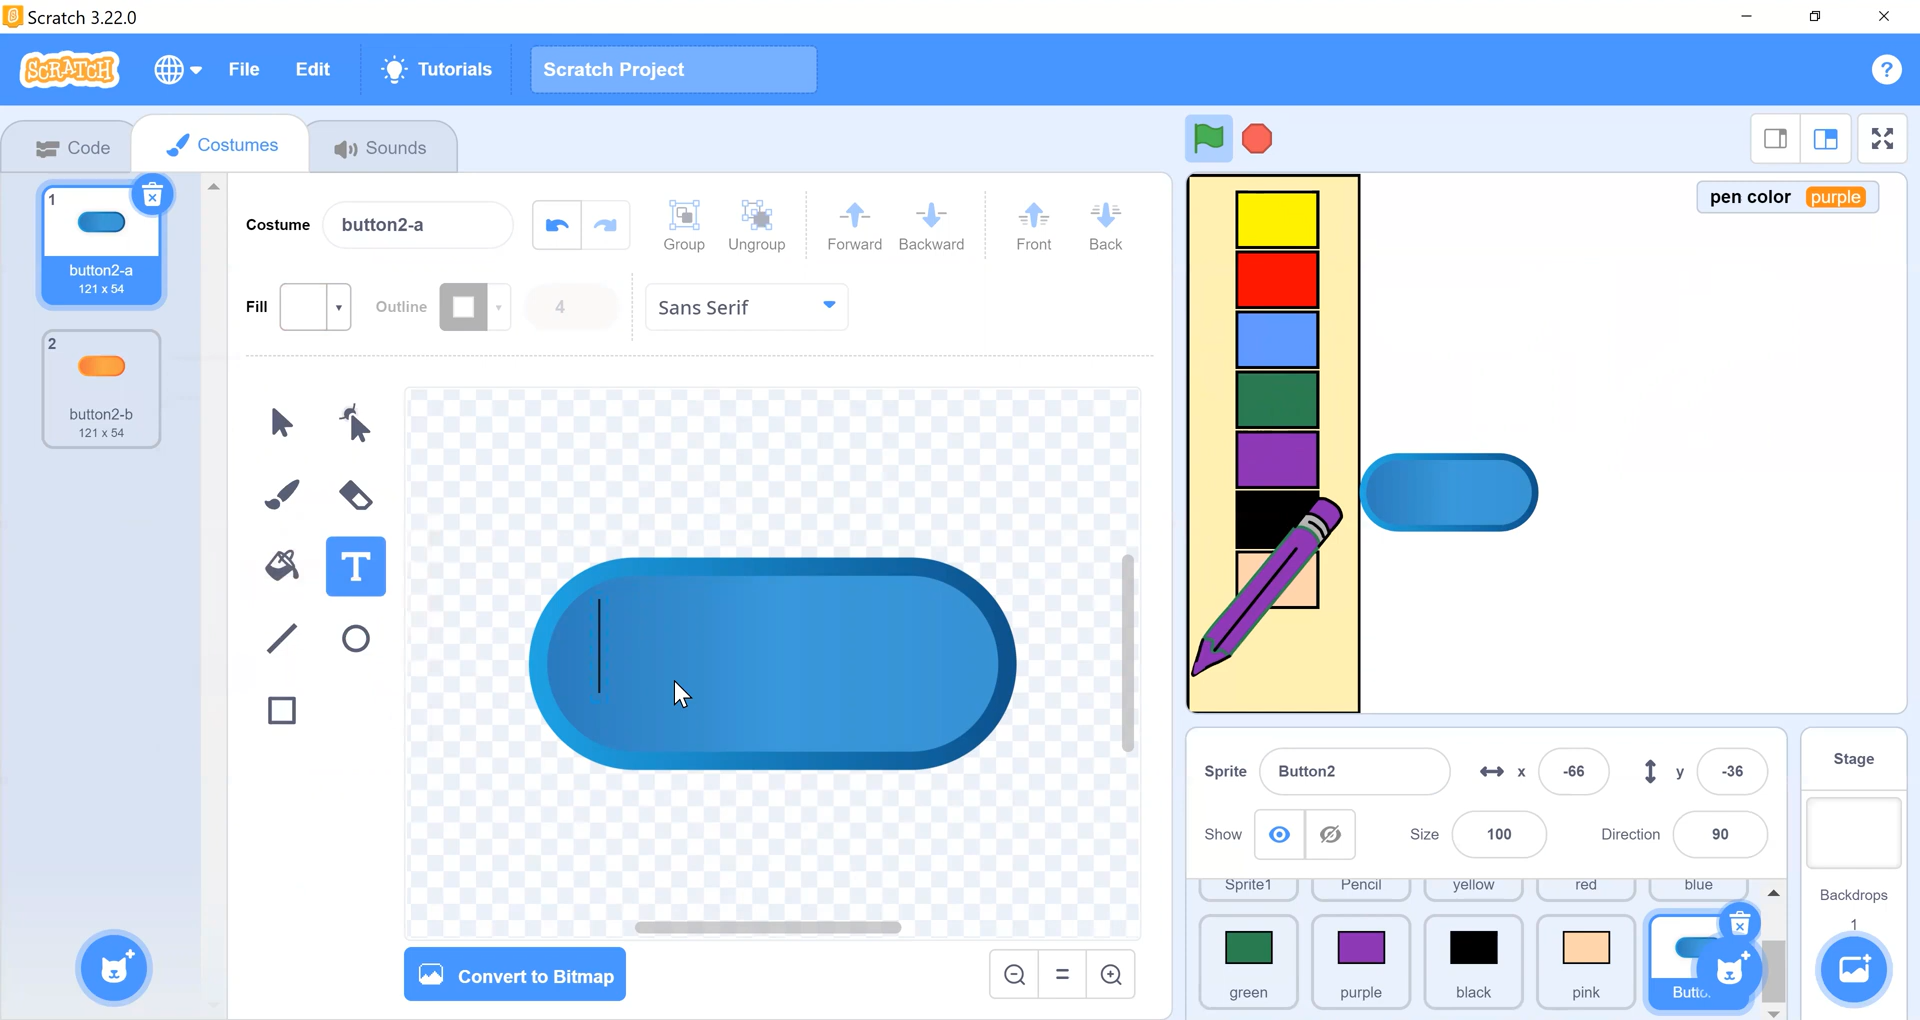 Scratch 3.22.0
SCRATCH File Edit Tutorials Scratch Project ?
Code Costumes Sounds
pen color purple
1
button2-a
121 x 54
2
button2-b
121 x 54
Costume button2-a
Group Ungroup Forward Backward Front Back
Fill Outline 4 Sans Serif
T
Convert to Bitmap
=
Sprite Button2 x -66 y -36
Show Size 100 Direction 90
Sprite1 Pencil yellow red blue
green purple black pink Butto
Stage
Backdrops
1